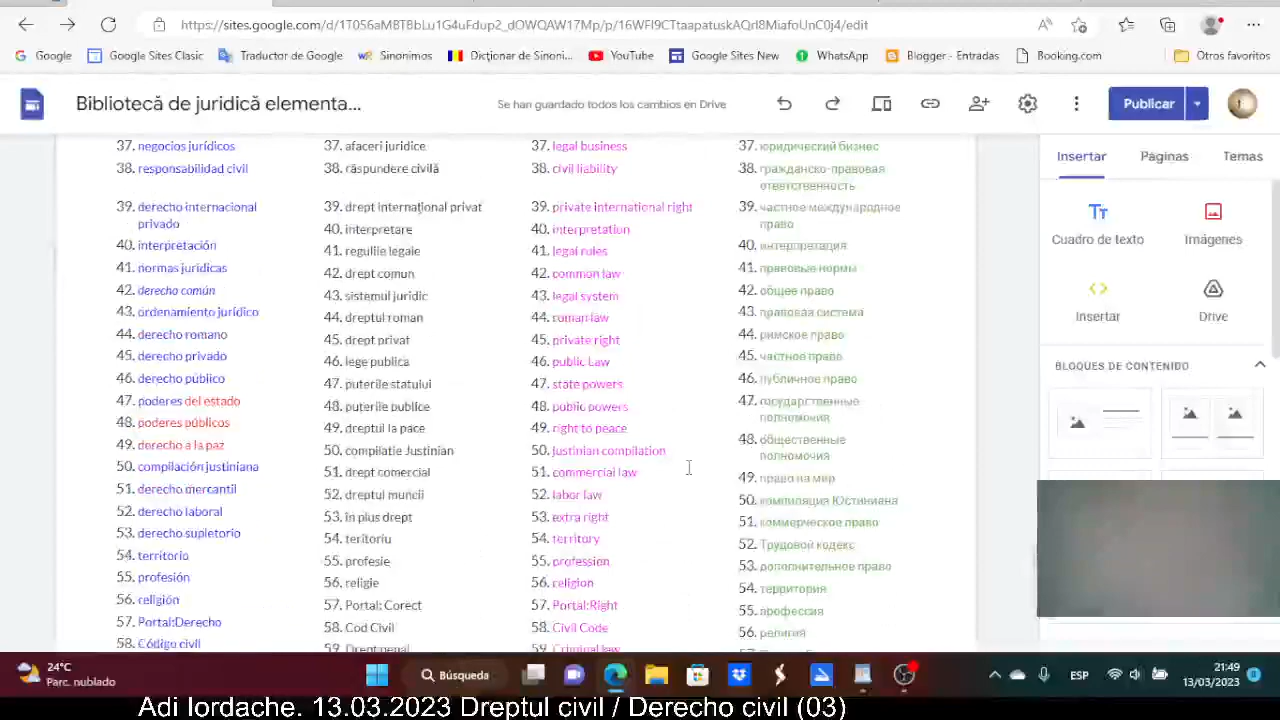 https://sites.google.com/d/1T056aMBTBbLu1G4uFdup2_dOWQAW17Mp/p/16WFl9CTtaapatuskAQrl8MiafoUnC0j4/edit
Google
Google Sites Clasic
Traductor de Google
Sinonimos
Dicționar de Sinoni...
YouTube
Google Sites New
WhatsApp
Blogger - Entradas
Booking.com
Otros favoritos
Bibliotecă de juridică elementa...
Se han guardado todos los cambios en Drive
Publicar
37. negocios jurídicos
38. responsabilidad civil
39. derecho internacional
privado
40. interpretación
41. normas jurídicas
42. derecho común
43. ordenamiento jurídico
44. derecho romano
45. derecho privado
46. derecho público
47. poderes del estado
48. poderes públicos
49. derecho a la paz
50. compilación justiniana
51. derecho mercantil
52. derecho laboral
53. derecho supletorio
54. territorio
55. profesión
56. religión
57. Portal:Derecho
58. Código civil
37. afaceri juridice
38. răspundere civilă
39. drept internațional privat
40. interpretare
41. regulile legale
42. drept comun
43. sistemul juridic
44. dreptul roman
45. drept privat
46. lege publica
47. puterile statului
48. puterile publice
49. dreptul la pace
50. compilatie Justinian
51. drept comercial
52. dreptul muncii
53. în plus drept
54. teritoriu
55. profesie
56. religie
57. Portal: Corect
58. Cod Civil
59. Drept penal
37. legal business
38. civil liability
39. private international right
40. interpretation
41. legal rules
42. common law
43. legal system
44. roman law
45. private right
46. public Law
47. state powers
48. public powers
49. right to peace
50. Justinian compilation
51. commercial law
52. labor law
53. extra right
54. territory
55. profession
56. religion
57. Portal:Right
58. Civil Code
59. Criminal law
37. юридический бизнес
38. гражданско-правовая
ответственность
39. частное международное
право
40. интерпретация
41. правовые нормы
42. общее право
43. правовая система
44. римское право
45. частное право
46. публичное право
47. государственные
полномочия
48. общественные
полномочия
49. право на мир
50. компиляция Юстиниана
51. коммерческое право
52. Трудовой кодекс
53. дополнительное право
54. территория
55. профессия
56. религия
Insertar
Páginas
Temas
Cuadro de texto
Imágenes
Insertar
Drive
BLOQUES DE CONTENIDO
24°C
Parc. nublado
Búsqueda
ESP
21:49
13/03/2023
Adi Iordache. 13.03.2023 Dreptul civil / Derecho civil (03)